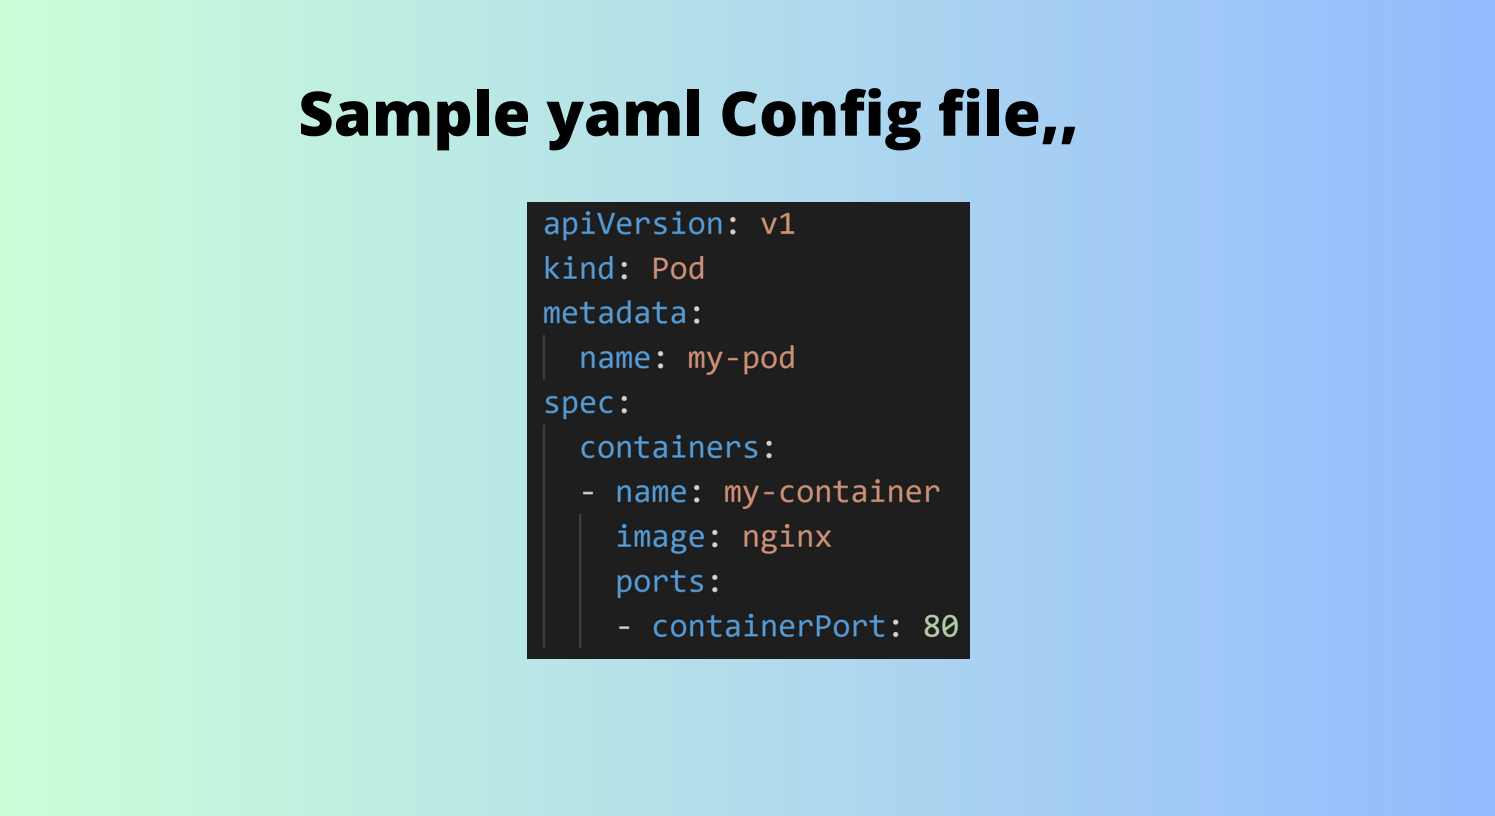 Sample yaml Config file,,
apiVersion: v1
kind: Pod
metadata:
  name: my-pod
spec:
  containers:
  - name: my-container
    image: nginx
    ports:
    - containerPort: 80